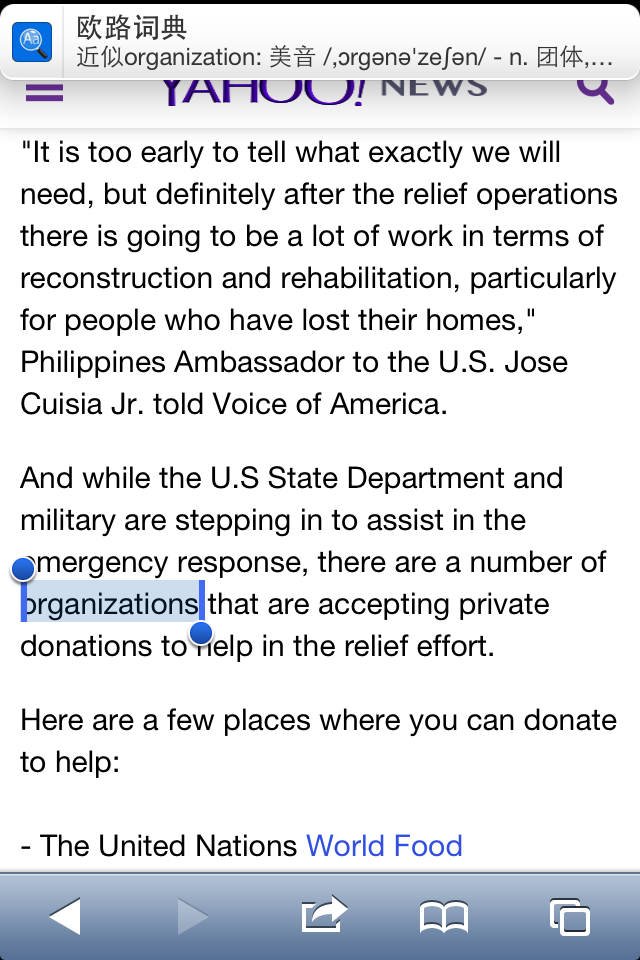 欧路词典
近似organization: 美音 /,ɔrgənə'zeʃən/ - n. 团体,...
YAHOO! NEWS
"It is too early to tell what exactly we will
need, but definitely after the relief operations
there is going to be a lot of work in terms of
reconstruction and rehabilitation, particularly
for people who have lost their homes,"
Philippines Ambassador to the U.S. Jose
Cuisia Jr. told Voice of America.
And while the U.S State Department and
military are stepping in to assist in the
emergency response, there are a number of
organizations that are accepting private
donations to help in the relief effort.
Here are a few places where you can donate
to help:
- The United Nations World Food